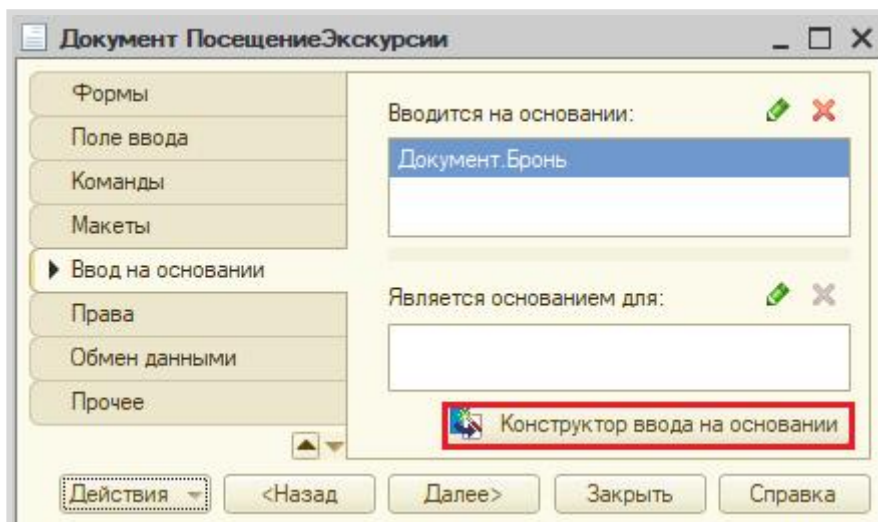 Документ ПосещениеЭкскурсии
Формы
Поле ввода
Команды
Макеты
Ввод на основании
Права
Обмен данными
Прочее
Вводится на основании:
Документ.Бронь
Является основанием для:
Конструктор ввода на основании
Действия
<Назад
Далее>
Закрыть
Справка